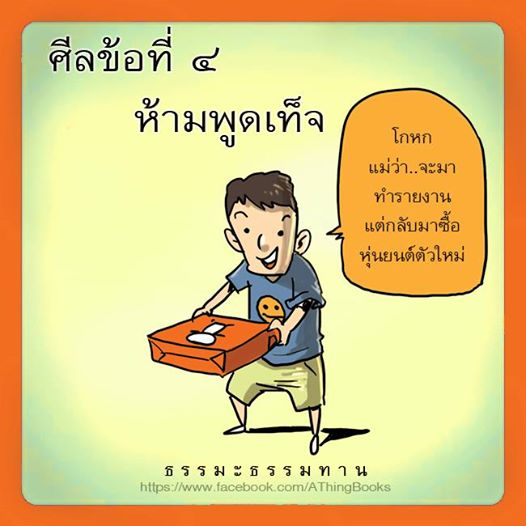 ศีลข้อที่ ๔
ห้ามพูดเท็จ
โกหก
แม่ว่า..จะมา
ทำรายงาน
แต่กลับมาซื้อ
หุ่นยนต์ตัวใหม่
ธรรมะธรรมทาน
https://www.facebook.com/AThingBooks